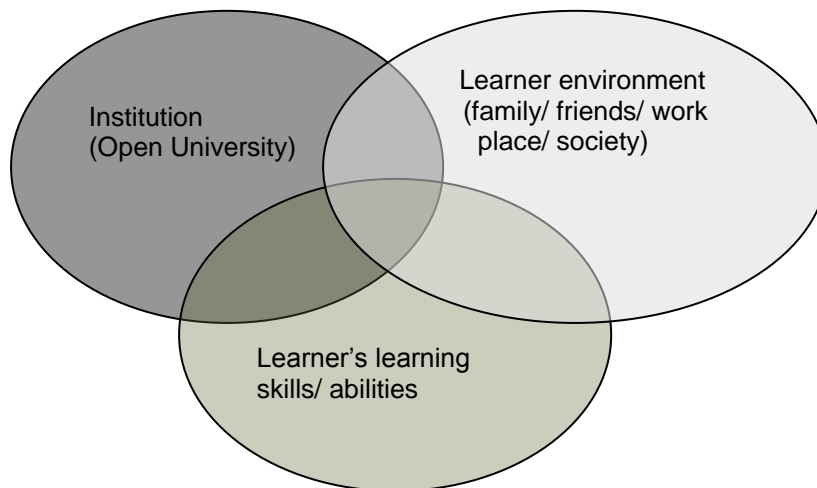 Institution
(Open University)
Learner environment
(family/ friends/ work
place/ society)
Learner’s learning
skills/ abilities